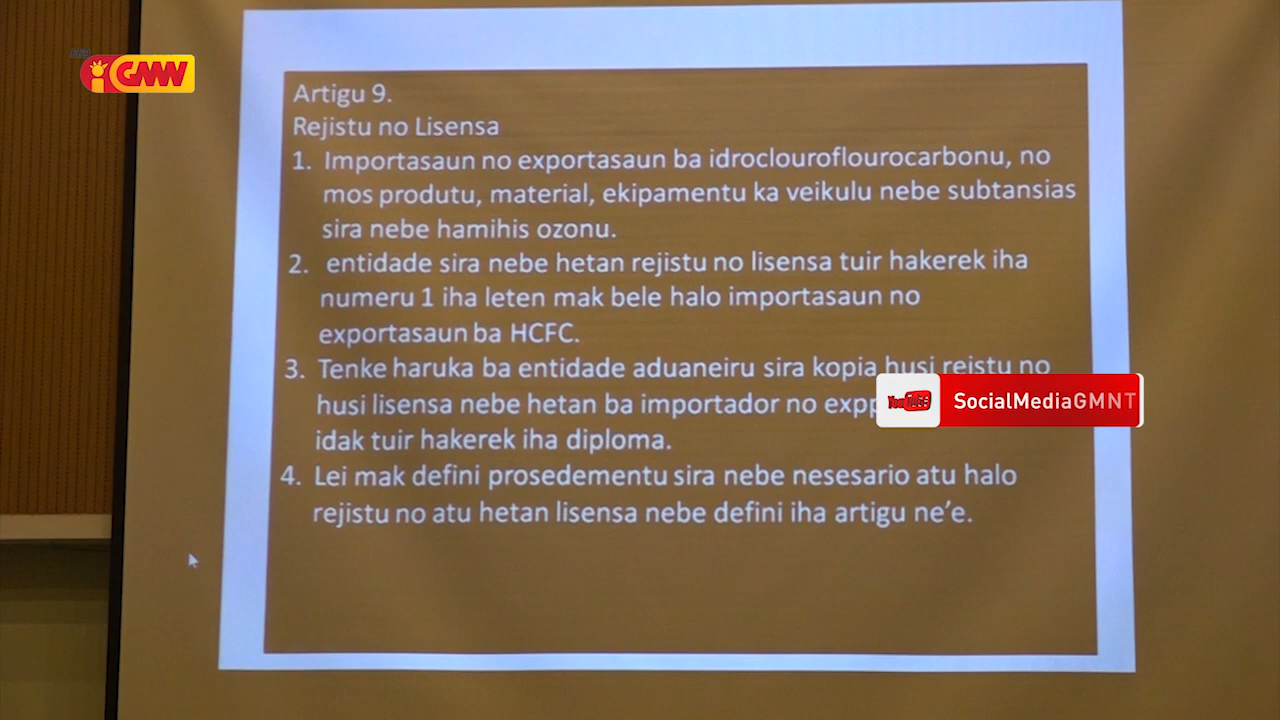 GMN
Artigu 9.
Rejistu no Lisensa
1. Importasaun no exportasaun ba idroclouroflourocarbonu, no
mos produtu, material, ekipamentu ka veikulu nebe subtansias
sira nebe hamihis ozonu.
2. entidade sira nebe hetan rejistu no lisensa tuir hakerek iha
numeru 1 iha leten mak bele halo importasaun no
exportasaun ba HCFC.
3. Tenke haruka ba entidade aduaneiru sira kopia husi rejstu no
husi lisensa nebe hetan ba importador no
idak tuir hakerek iha diploma.
4. Lei mak defini prosedementu sira nebe nesesario atu halo
rejistu no atu hetan lisensa nebe defini iha artigu ne’e.
YouTube SocialMediaGMNT